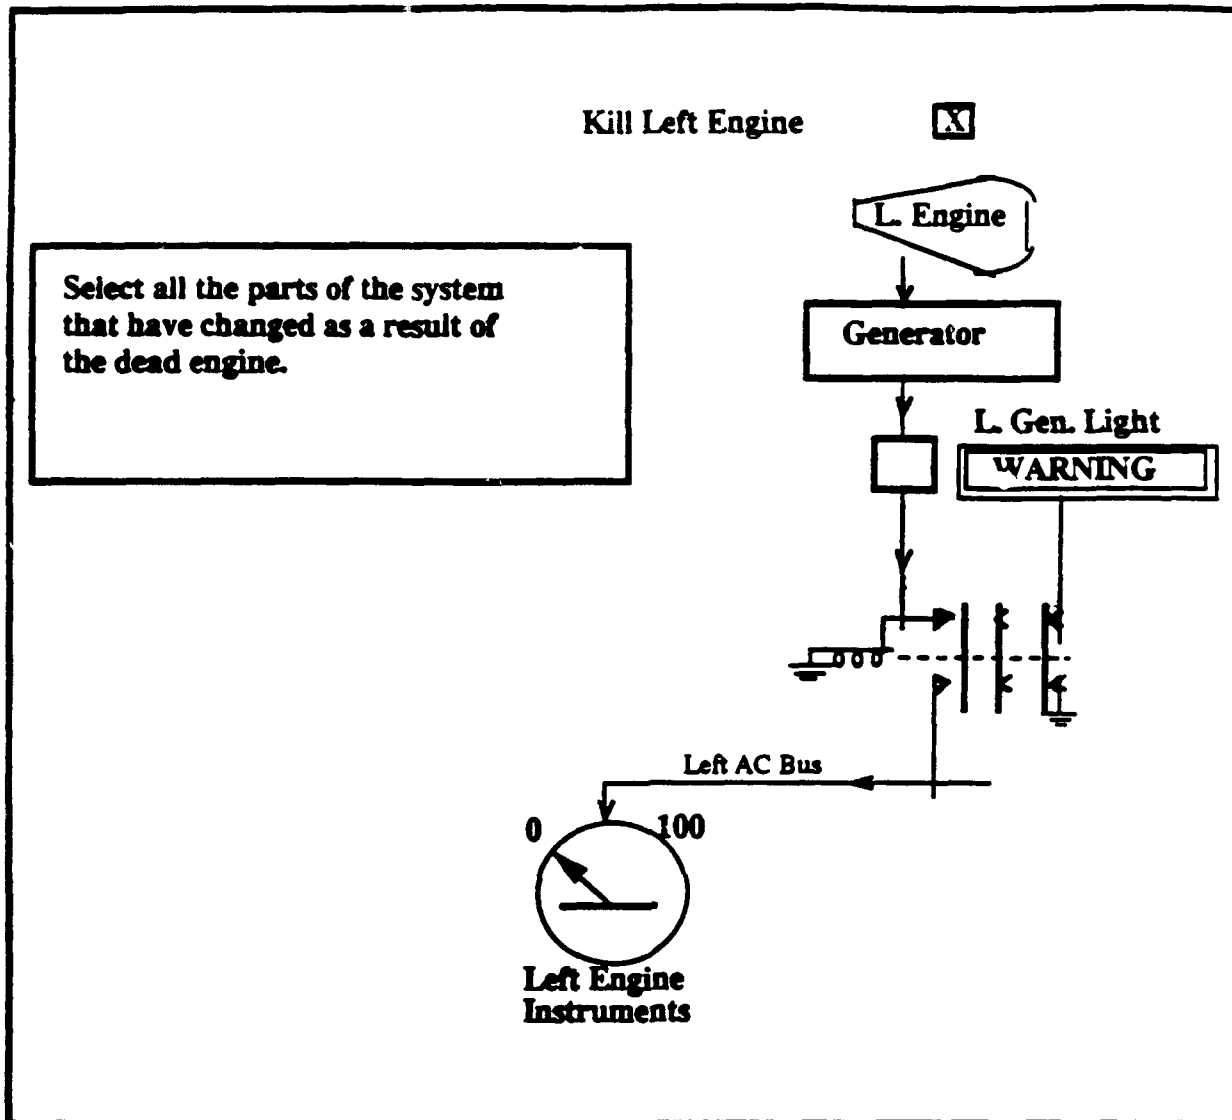 Kill Left Engine
X
L. Engine
Select all the parts of the system
that have changed as a result of
the dead engine.
Generator
L. Gen. Light
WARNING
Left AC Bus
0
100
Left Engine
Instruments